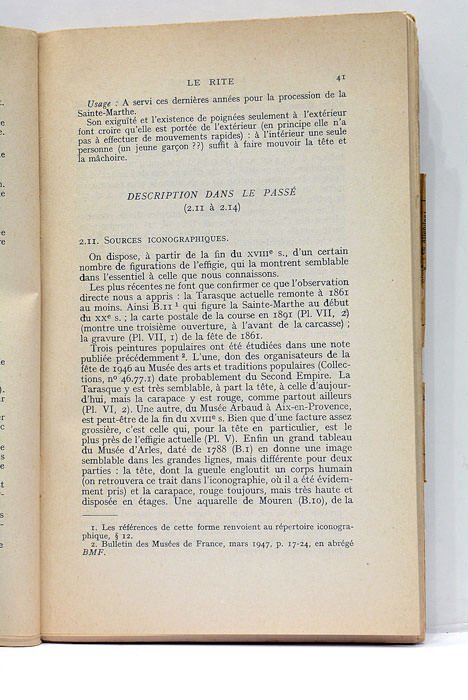 LE RITE 41
Usage : A servi ces dernières années pour la procession de la
Sainte-Marthe.
Son exiguïté et l'existence de poignées seulement à l'extérieur
font croire qu'elle est portée de l'extérieur (en principe elle n'a
pas à effectuer de mouvements rapides) : à l'intérieur une seule
personne (un jeune garçon ??) suffit à faire mouvoir la tête et
la mâchoire.
DESCRIPTION DANS LE PASSÉ
(2.11 à 2.14)
2.11. SOURCES ICONOGRAPHIQUES.
On dispose, à partir de la fin du XVIIIe s., d'un certain
nombre de figurations de l'effigie, qui la montrent semblable
dans l'essentiel à celle que nous connaissons.
Les plus récentes ne font que confirmer ce que l'observation
directe nous a appris : la Tarasque actuelle remonte à 1861
au moins. Ainsi B.11 1 qui figure la Sainte-Marthe au début
du XXe s. ; la carte postale de la course en 1891 (Pl. VII, 2)
(montre une troisième ouverture, à l'avant de la carcasse) ;
la gravure (Pl. VII, 1) de la fête de 1861.
Trois peintures populaires ont été étudiées dans une note
publiée précédemment 2. L'une, don des organisateurs de la
fête de 1946 au Musée des arts et traditions populaires (Collec-
tions, no 46.77.1) date probablement du Second Empire. La
Tarasque y est très semblable, à part la tête, à celle d'aujour-
d'hui, mais la carapace y est rouge, comme partout ailleurs
(Pl. VI, 2). Une autre, du Musée Arbaud à Aix-en-Provence,
est peut-être de la fin du XVIIIe s. Bien que d'une facture assez
grossière, c'est celle qui, pour la tête en particulier, est le
plus près de l'effigie actuelle (Pl. V). Enfin un grand tableau
du Musée d'Arles, daté de 1788 (B.1) en donne une image
semblable dans les grandes lignes, mais différente pour deux
parties : la tête, dont la gueule engloutit un corps humain
(on retrouvera ce trait dans l'iconographie, où il a été évidem-
ment pris) et la carapace, rouge toujours, mais très haute et
disposée en étages. Une aquarelle de Mouren (B.10), de la
1. Les références de cette forme renvoient au répertoire iconogra-
phique, § 12.
2. Bulletin des Musées de France, mars 1947, p. 17-24, en abrégé
BMF.